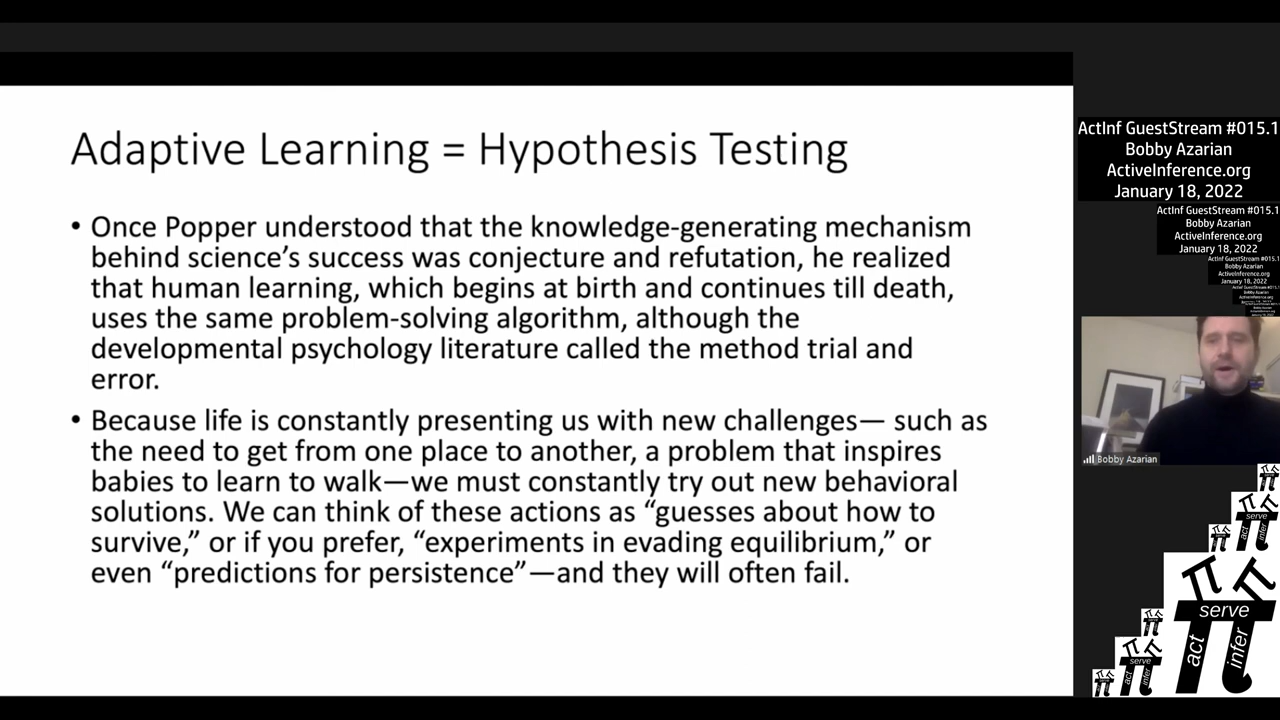 Adaptive Learning = Hypothesis Testing
• Once Popper understood that the knowledge-generating mechanism
behind science’s success was conjecture and refutation, he realized
that human learning, which begins at birth and continues till death,
uses the same problem-solving algorithm, although the
developmental psychology literature called the method trial and
error.
• Because life is constantly presenting us with new challenges— such as
the need to get from one place to another, a problem that inspires
babies to learn to walk—we must constantly try out new behavioral
solutions. We can think of these actions as “guesses about how to
survive,” or if you prefer, “experiments in evading equilibrium,” or
even “predictions for persistence”—and they will often fail.
ActInf GuestStream #015.1
Bobby Azarian
ActiveInference.org
January 18, 2022
ActInf GuestStream #015.1
Bobby Azarian
ActiveInference.org
January 18, 2022
ActInf GuestStream #015.1
Bobby Azarian
ActiveInference.org
January 18, 2022
Bobby Azarian
serve
infer
act
serve
act
infer
serve
act
infer